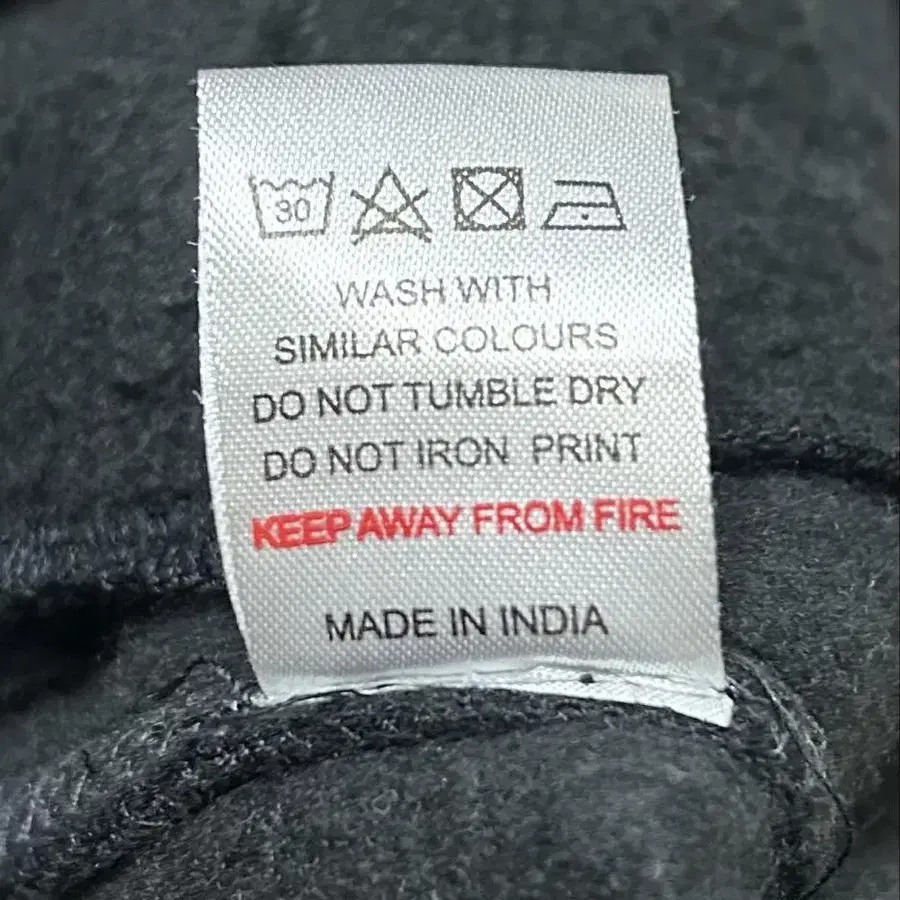 30
WASH WITH
SIMILAR COLOURS
DO NOT TUMBLE DRY
DO NOT IRON PRINT
KEEP AWAY FROM FIRE
MADE IN INDIA